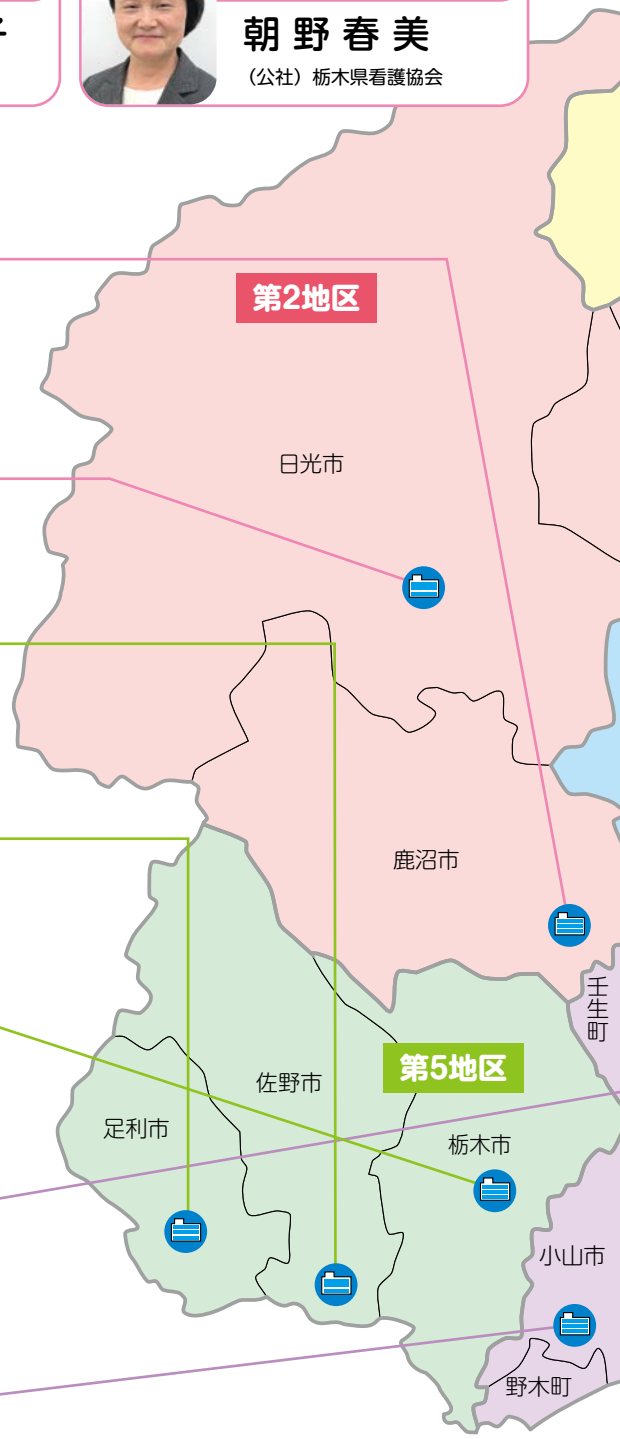 朝野春美
（公社）栃木県看護協会
第2地区
日光市
鹿沼市
壬生町
第5地区
佐野市
足利市
栃木市
小山市
野木町